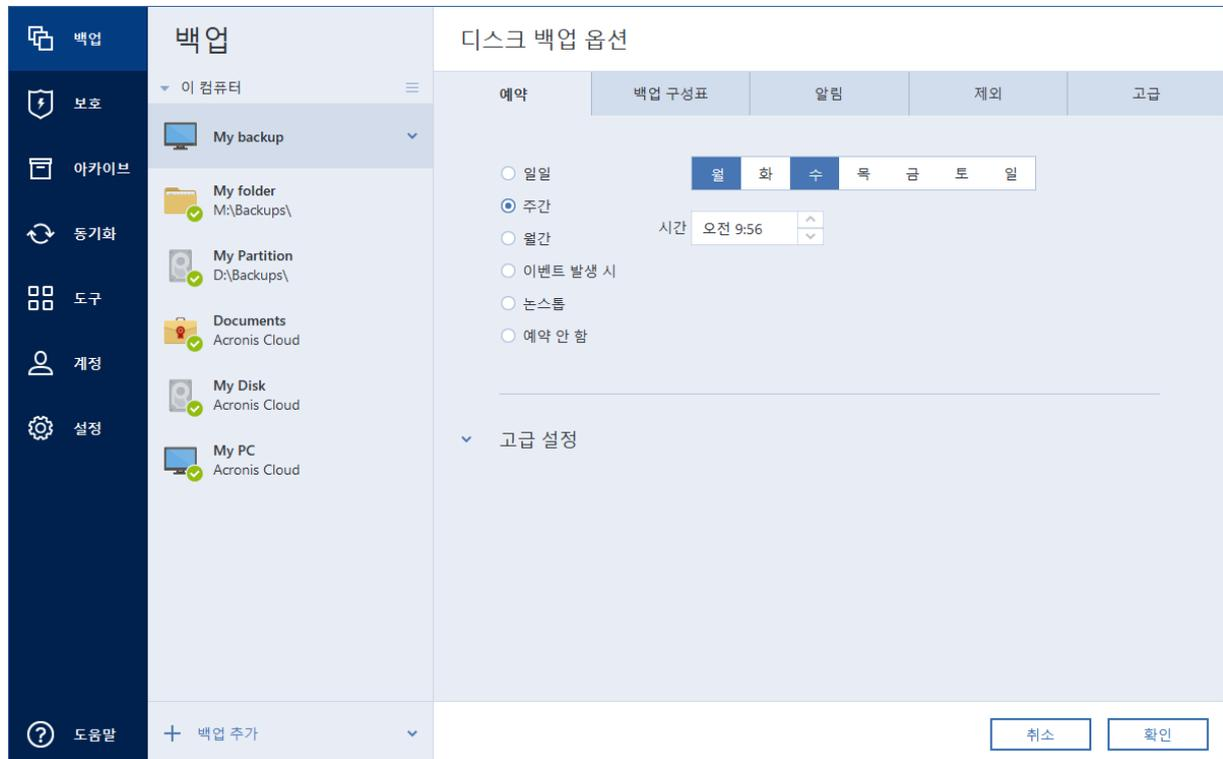 백업
보호
아카이브
동기화
도구
계정
설정
도움말
백업
이 컴퓨터
My backup
My folder
M:\Backups\
My Partition
D:\Backups\
Documents
Acronis Cloud
My Disk
Acronis Cloud
My PC
Acronis Cloud
백업 추가
디스크 백업 옵션
예약 백업 구성표 알림 제외 고급
일일
주간
월간
이벤트 발생 시
논스톱
예약 안 함
월 화 수 목 금 토 일
시간 오전 9:56
고급 설정
취소 확인